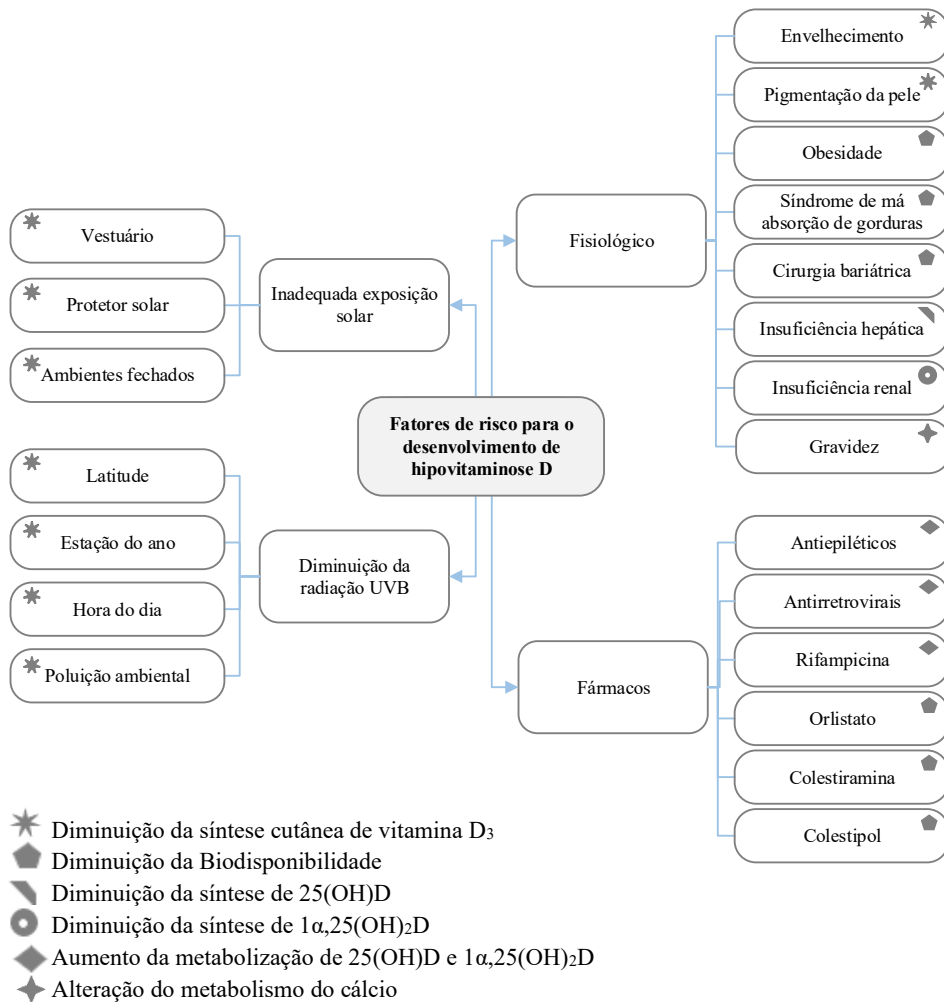 Fatores de risco para o
desenvolvimento de
hipovitaminose D
Inadequada exposição
solar
Vestuário
Protetor solar
Ambientes fechados
Diminuição da
radiação UVB
Latitude
Estação do ano
Hora do dia
Poluição ambiental
Fisiológico
Envelhecimento
Pigmentação da pele
Obesidade
Síndrome de má
absorção de gorduras
Cirurgia bariátrica
Insuficiência hepática
Insuficiência renal
Gravidez
Fármacos
Antiepiléticos
Antirretrovirais
Rifampicina
Orlistato
Colestiramina
Colestipol
Diminuição da síntese cutânea de vitamina D₃
Diminuição da Biodisponibilidade
Diminuição da síntese de 25(OH)D
Diminuição da síntese de 1α,25(OH)₂D
Aumento da metabolização de 25(OH)D e 1α,25(OH)₂D
Alteração do metabolismo do cálcio